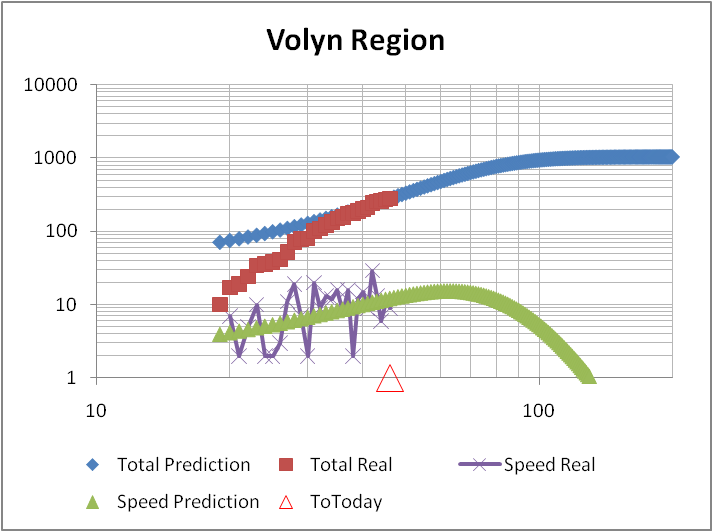 Volyn Region
10000
1000
100
10
1
10 100
Total Prediction Total Real Speed Real
Speed Prediction ToToday